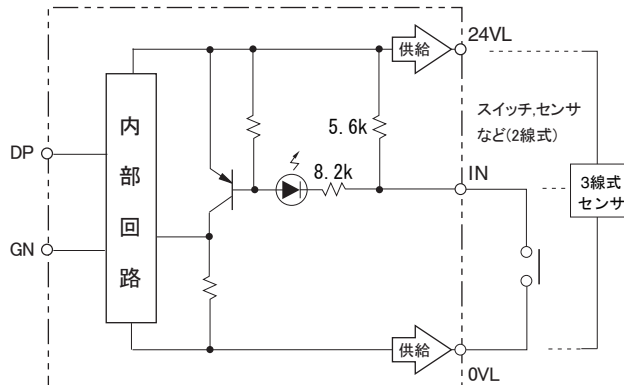 供給
24VL
スイッチ,センサ
など(2線式)
内部回路
5.6k
8.2k
DP
IN
3線式
センサ
GN
供給
0VL